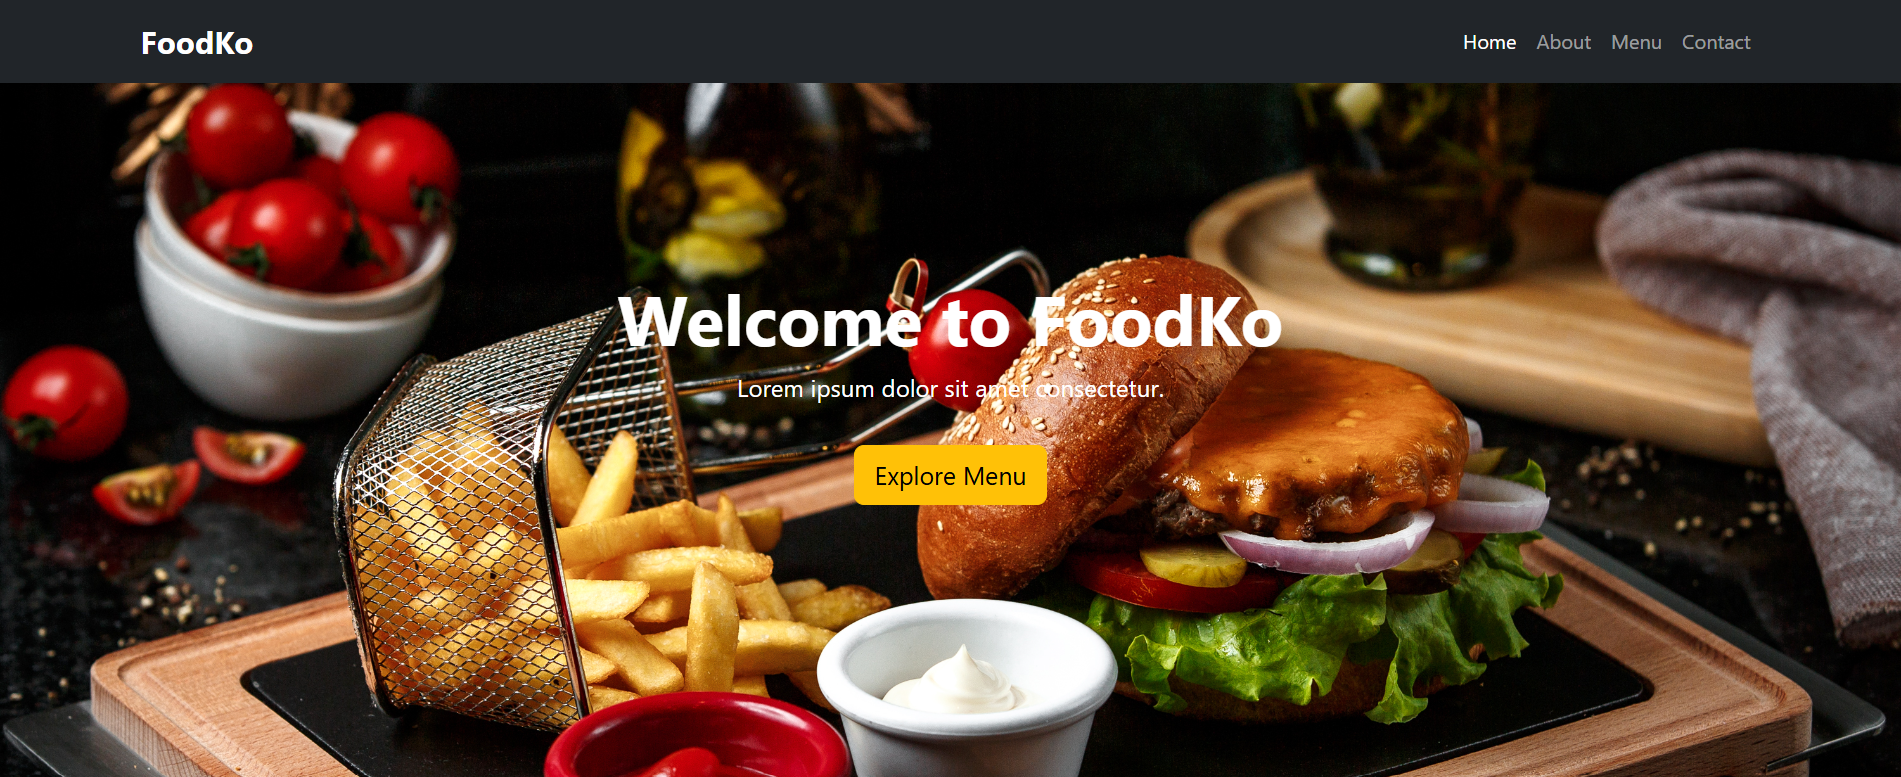 FoodKo
Home About Menu Contact
Welcome to FoodKo
Lorem ipsum dolor sit amet consectetur.
Explore Menu